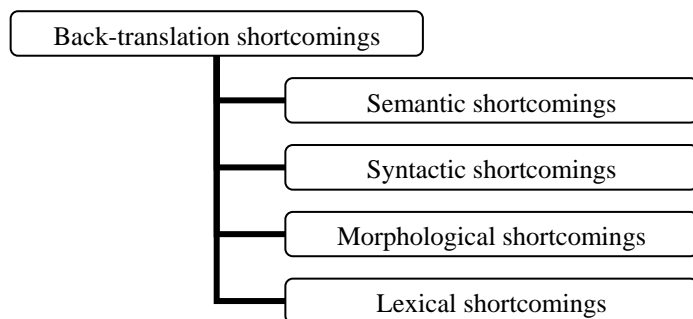 Back-translation shortcomings
Semantic shortcomings
Syntactic shortcomings
Morphological shortcomings
Lexical shortcomings